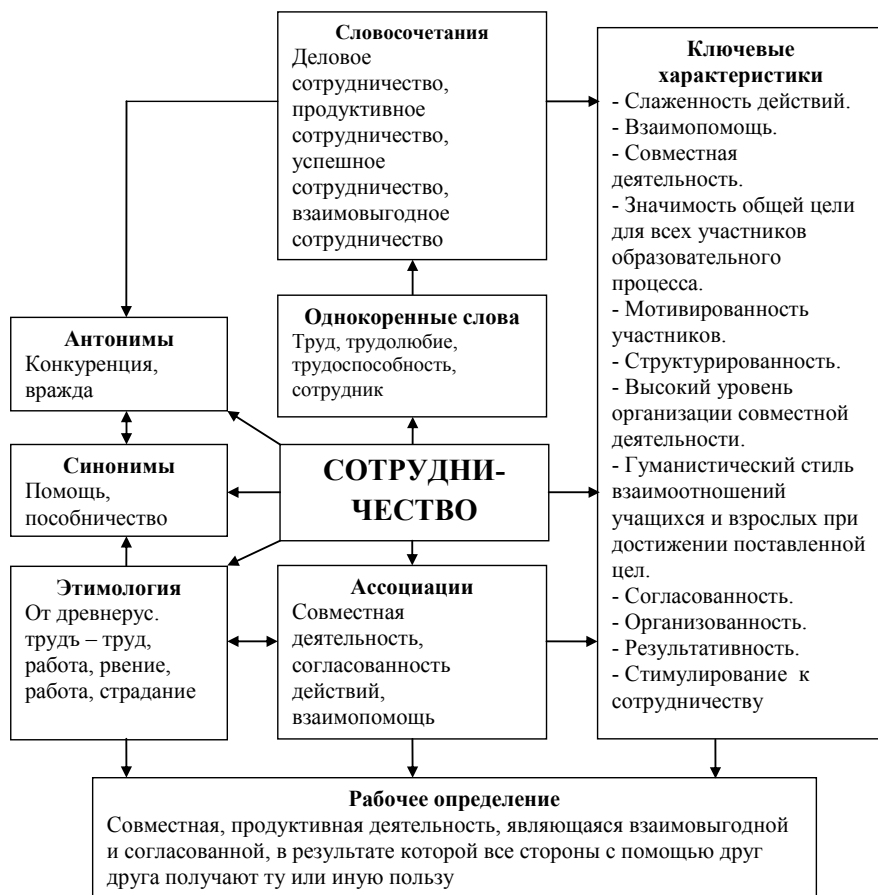 Словосочетания
Деловое
сотрудничество,
продуктивное
сотрудничество,
успешное
сотрудничество,
взаимовыгодное
сотрудничество
Ключевые
характеристики
- Слаженность действий.
- Взаимопомощь.
- Совместная
деятельность.
- Значимость общей цели
для всех участников
образовательного
процесса.
- Мотивированность
участников.
- Структурированность.
- Высокий уровень
организации совместной
деятельности.
- Гуманистический стиль
взаимоотношений
учащихся и взрослых при
достижении поставленной
цел.
- Согласованность.
- Организованность.
- Результативность.
- Стимулирование к
сотрудничеству
Антонимы
Конкуренция,
вражда
Однокоренные слова
Труд, трудолюбие,
трудоспособность,
сотрудник
Синонимы
Помощь,
пособничество
СОТРУДНИ-
ЧЕСТВО
Этимология
От древнерус.
трудъ – труд,
работа, рвение,
работа, страдание
Ассоциации
Совместная
деятельность,
согласованность
действий,
взаимопомощь
Рабочее определение
Совместная, продуктивная деятельность, являющаяся взаимовыгодной
и согласованной, в результате которой все стороны с помощью друг
друга получают ту или иную пользу